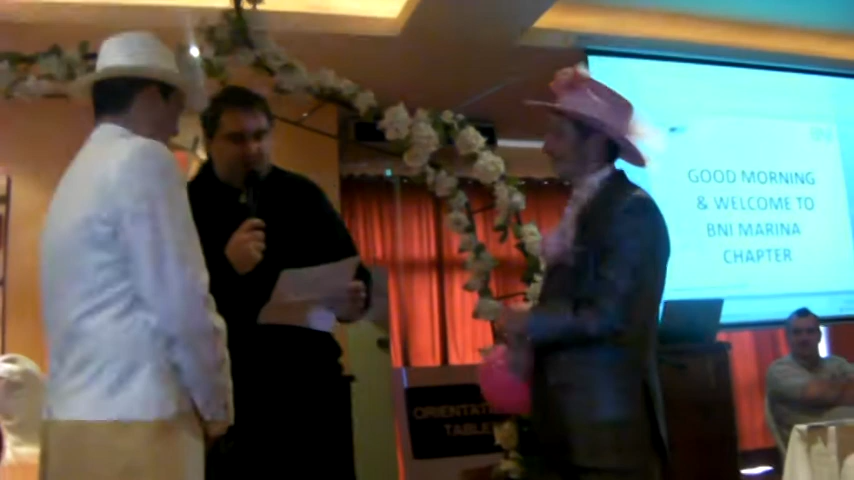 GOOD MORNING
& WELCOME TO
BNI MARINA
CHAPTER
ORIENTATION
TABLE